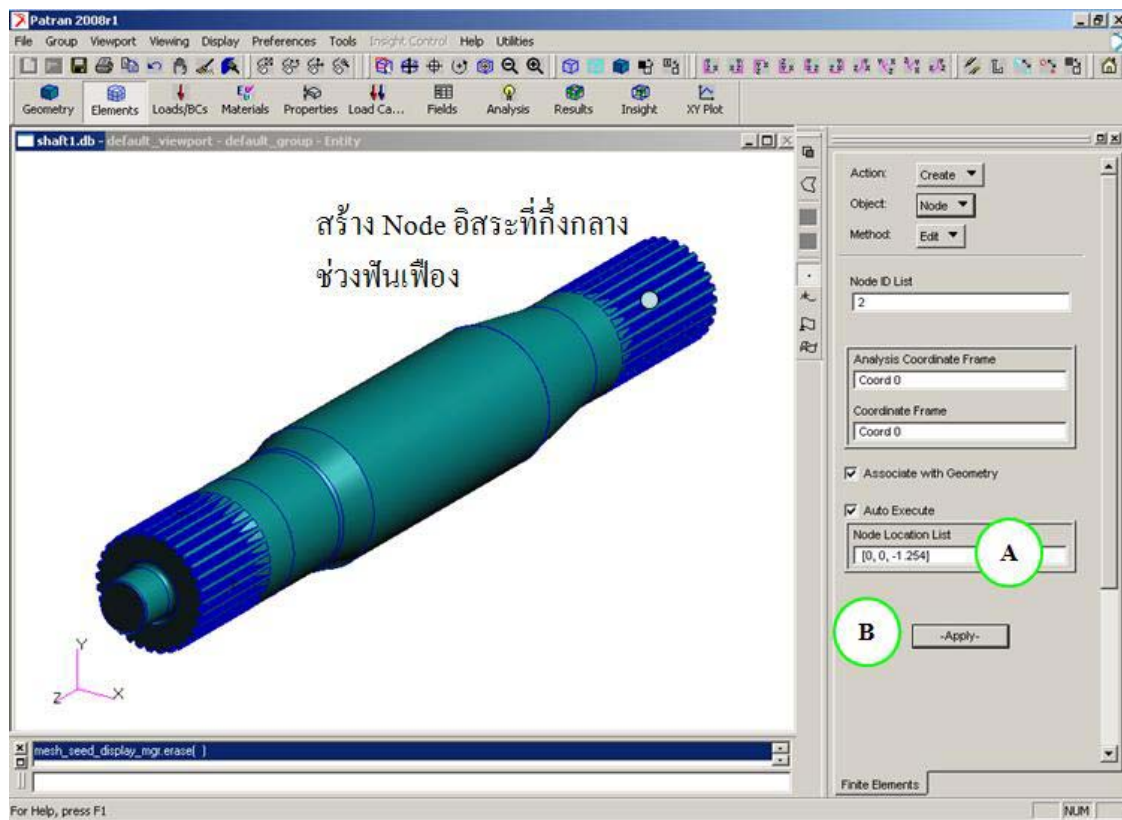 Patran 2008r1
File Group Viewport Viewing Display Preferences Tools Insight Control Help Utilities
Geometry Elements Loads/BCs Materials Properties Load Ca... Fields Analysis Results Insight XY Plot
shaft1.db - default_viewport - default_group - Entity
สร้าง Node อิสระที่กึ่งกลาง
ช่วงฟันเฟือง
Y
Z
X
Action: Create
Object: Node
Method: Edit
Node ID List
2
Analysis Coordinate Frame
Coord 0
Coordinate Frame
Coord 0
Associate with Geometry
Auto Execute
Node Location List
[0, 0, -1.254]
A
B
-Apply-
Finite Elements
mesh_seed_display_mgr.erase( )
For Help, press F1
NUM